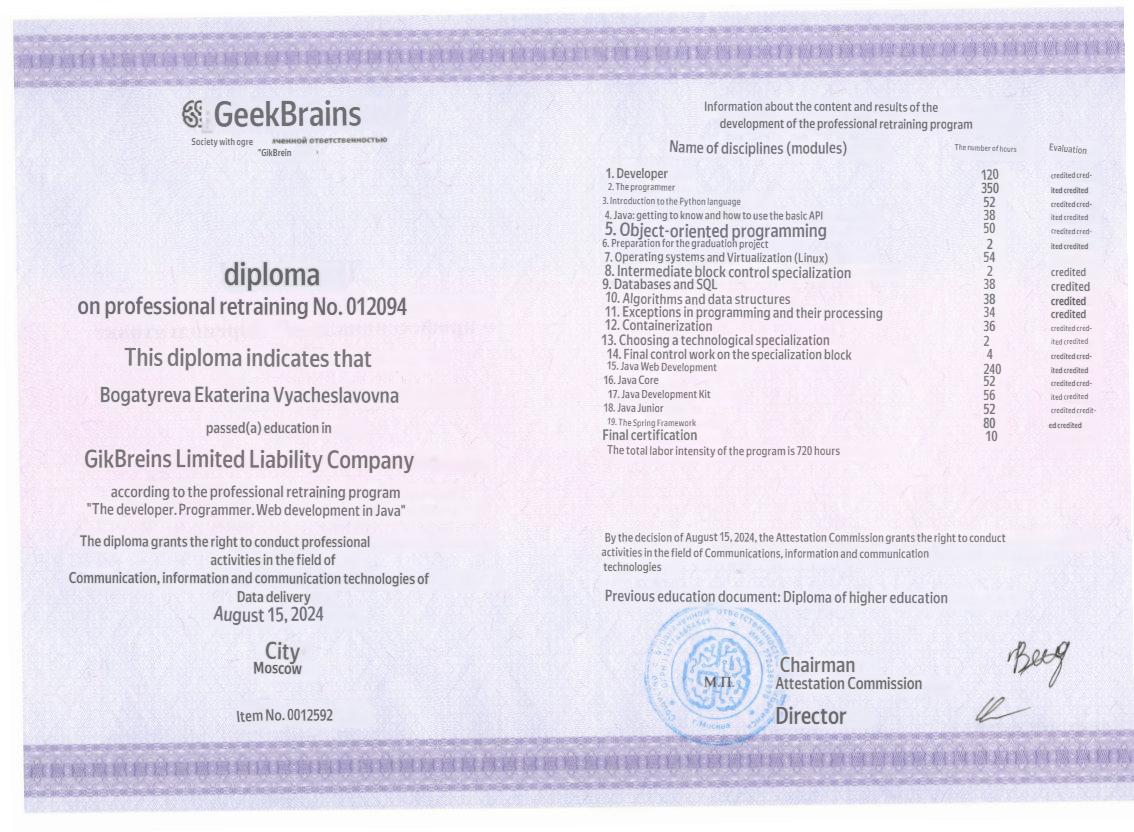 GeekBrains
Society with ogre ченной ответственностью
"GikBrein
diploma
on professional retraining No. 012094
This diploma indicates that
Bogatyreva Ekaterina Vyacheslavovna
passed(a) education in
GikBreins Limited Liability Company
according to the professional retraining program
"The developer. Programmer. Web development in Java"
The diploma grants the right to conduct professional
activities in the field of
Communication, information and communication technologies of
Data delivery
August 15, 2024
City
Moscow
Item No. 0012592
Information about the content and results of the
development of the professional retraining program
Name of disciplines (modules) The number of hours Evaluation
1. Developer 120 credited cred-
2. The programmer 350 ited credited
3. Introduction to the Python language 52 credited cred-
4. Java: getting to know and how to use the basic API 38 ited credited
5. Object-oriented programming 50 credited cred-
6. Preparation for the graduation project 2 ited credited
7. Operating systems and Virtualization (Linux) 54
8. Intermediate block control specialization 2 credited
9. Databases and SQL 38 credited
10. Algorithms and data structures 38 credited
11. Exceptions in programming and their processing 34 credited
12. Containerization 36 credited cred-
13. Choosing a technological specialization 2 ited credited
14. Final control work on the specialization block 4 credited cred-
15. Java Web Development 240 ited credited
16. Java Core 52 credited cred-
17. Java Development Kit 56 ited credited
18. Java Junior 52 credited credit-
19. The Spring Framework 80 ed credited
Final certification 10
The total labor intensity of the program is 720 hours
By the decision of August 15, 2024, the Attestation Commission grants the right to conduct
activities in the field of Communications, information and communication
technologies
Previous education document: Diploma of higher education
М.П.
г. Москва
Chairman
Attestation Commission
Director